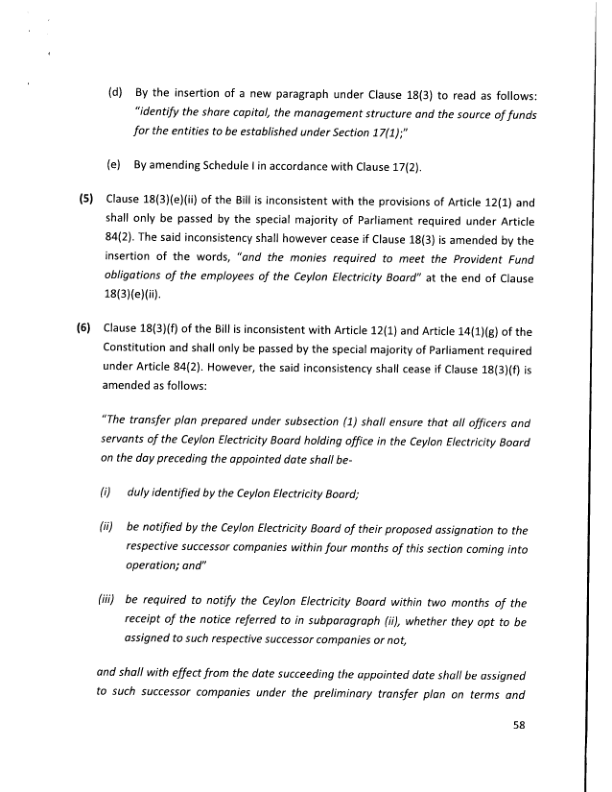 (d) By the insertion of a new paragraph under Clause 18(3) to read as follows:
"identify the share capital, the management structure and the source of funds
for the entities to be established under Section 17(1);"
(e) By amending Schedule I in accordance with Clause 17(2).
(5) Clause 18(3)(e)(ii) of the Bill is inconsistent with the provisions of Article 12(1) and
shall only be passed by the special majority of Parliament required under Article
84(2). The said inconsistency shall however cease if Clause 18(3) is amended by the
insertion of the words, "and the monies required to meet the Provident Fund
obligations of the employees of the Ceylon Electricity Board" at the end of Clause
18(3)(e)(ii).
(6) Clause 18(3)(f) of the Bill is inconsistent with Article 12(1) and Article 14(1)(g) of the
Constitution and shall only be passed by the special majority of Parliament required
under Article 84(2). However, the said inconsistency shall cease if Clause 18(3)(f) is
amended as follows:
"The transfer plan prepared under subsection (1) shall ensure that all officers and
servants of the Ceylon Electricity Board holding office in the Ceylon Electricity Board
on the day preceding the appointed date shall be-
(i) duly identified by the Ceylon Electricity Board;
(ii) be notified by the Ceylon Electricity Board of their proposed assignation to the
respective successor companies within four months of this section coming into
operation; and"
(iii) be required to notify the Ceylon Electricity Board within two months of the
receipt of the notice referred to in subparagraph (ii), whether they opt to be
assigned to such respective successor companies or not,
and shall with effect from the date succeeding the appointed date shall be assigned
to such successor companies under the preliminary transfer plan on terms and
58